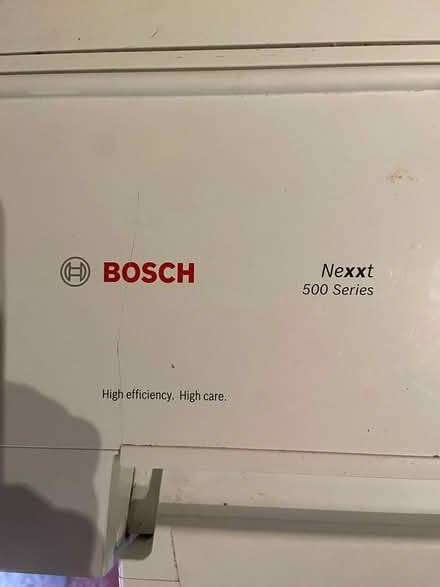 BOSCH
Nexxt
500 Series
High efficiency. High care.